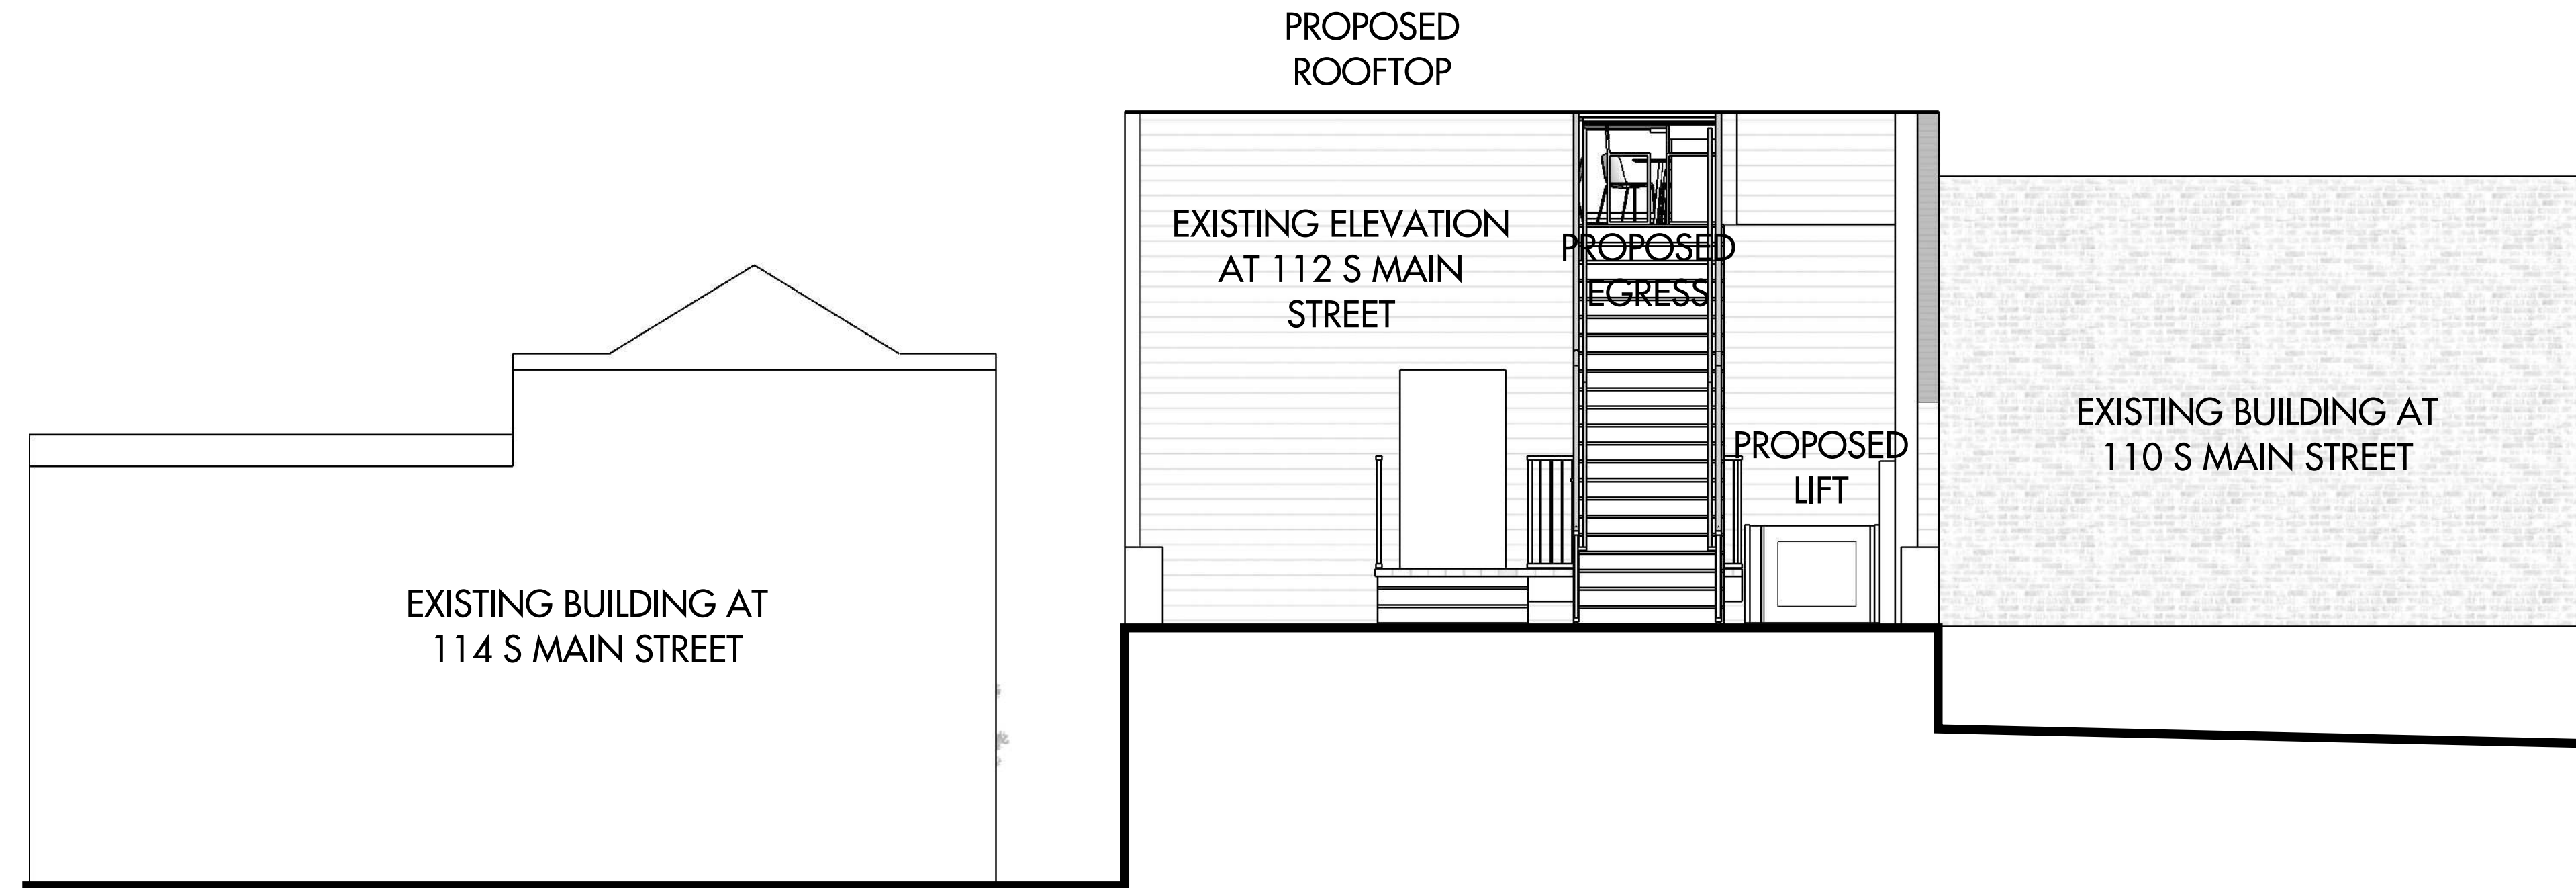 PROPOSED
ROOFTOP
EXISTING ELEVATION
AT 112 S MAIN
STREET
PROPOSED
EGRESS
PROPOSED
LIFT
EXISTING BUILDING AT
110 S MAIN STREET
EXISTING BUILDING AT
114 S MAIN STREET